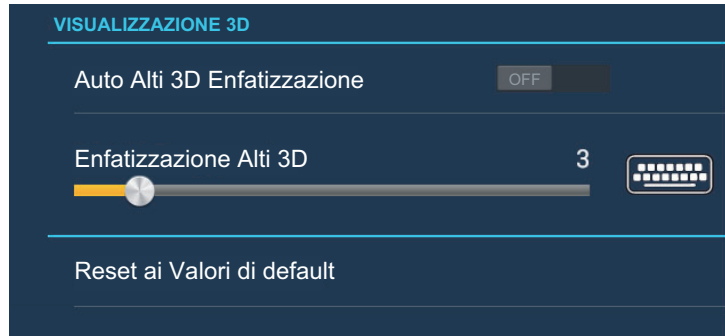 VISUALIZZAZIONE 3D
Auto Alti 3D Enfatizzazione OFF
Enfatizzazione Alti 3D 3
Reset ai Valori di default